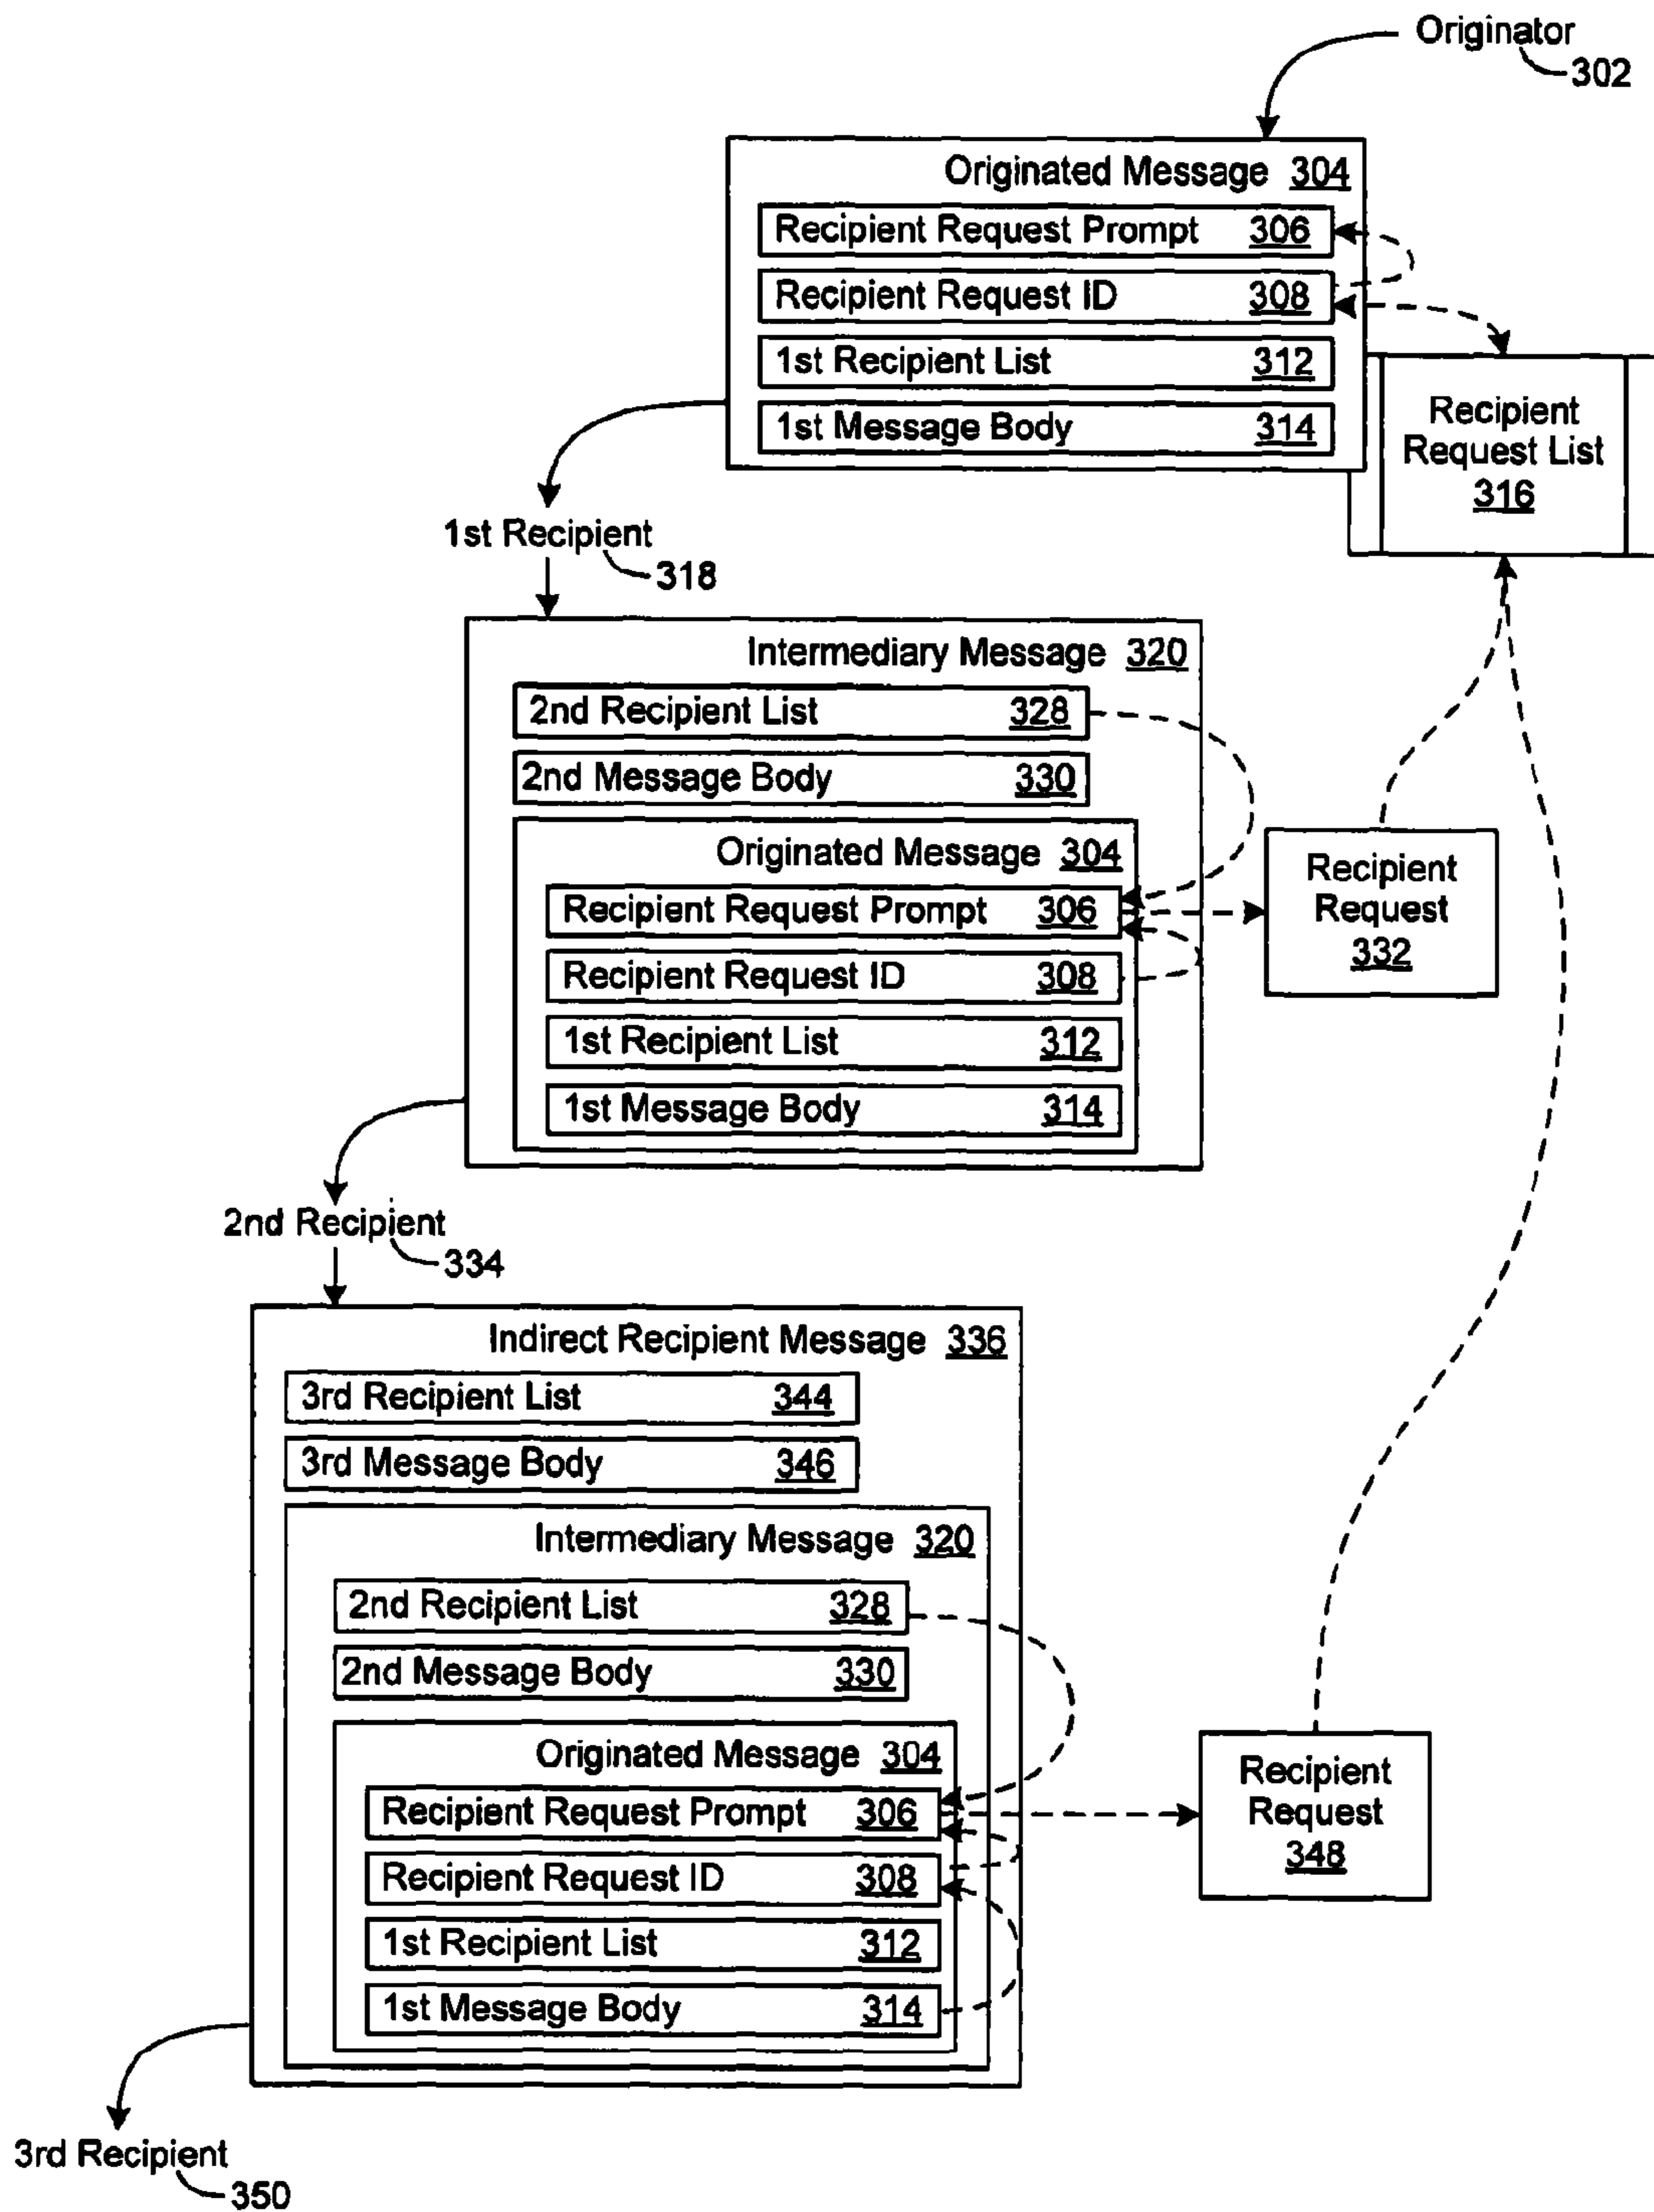 Originator
302
Originated Message 304
Recipient Request Prompt 306
Recipient Request ID 308
1st Recipient List 312
1st Message Body 314
Recipient
Request List
316
1st Recipient
318
Intermediary Message 320
2nd Recipient List 328
2nd Message Body 330
Originated Message 304
Recipient Request Prompt 306
Recipient Request ID 308
1st Recipient List 312
1st Message Body 314
Recipient
Request
332
2nd Recipient
334
Indirect Recipient Message 336
3rd Recipient List 344
3rd Message Body 346
Intermediary Message 320
2nd Recipient List 328
2nd Message Body 330
Originated Message 304
Recipient Request Prompt 306
Recipient Request ID 308
1st Recipient List 312
1st Message Body 314
Recipient
Request
348
3rd Recipient
350